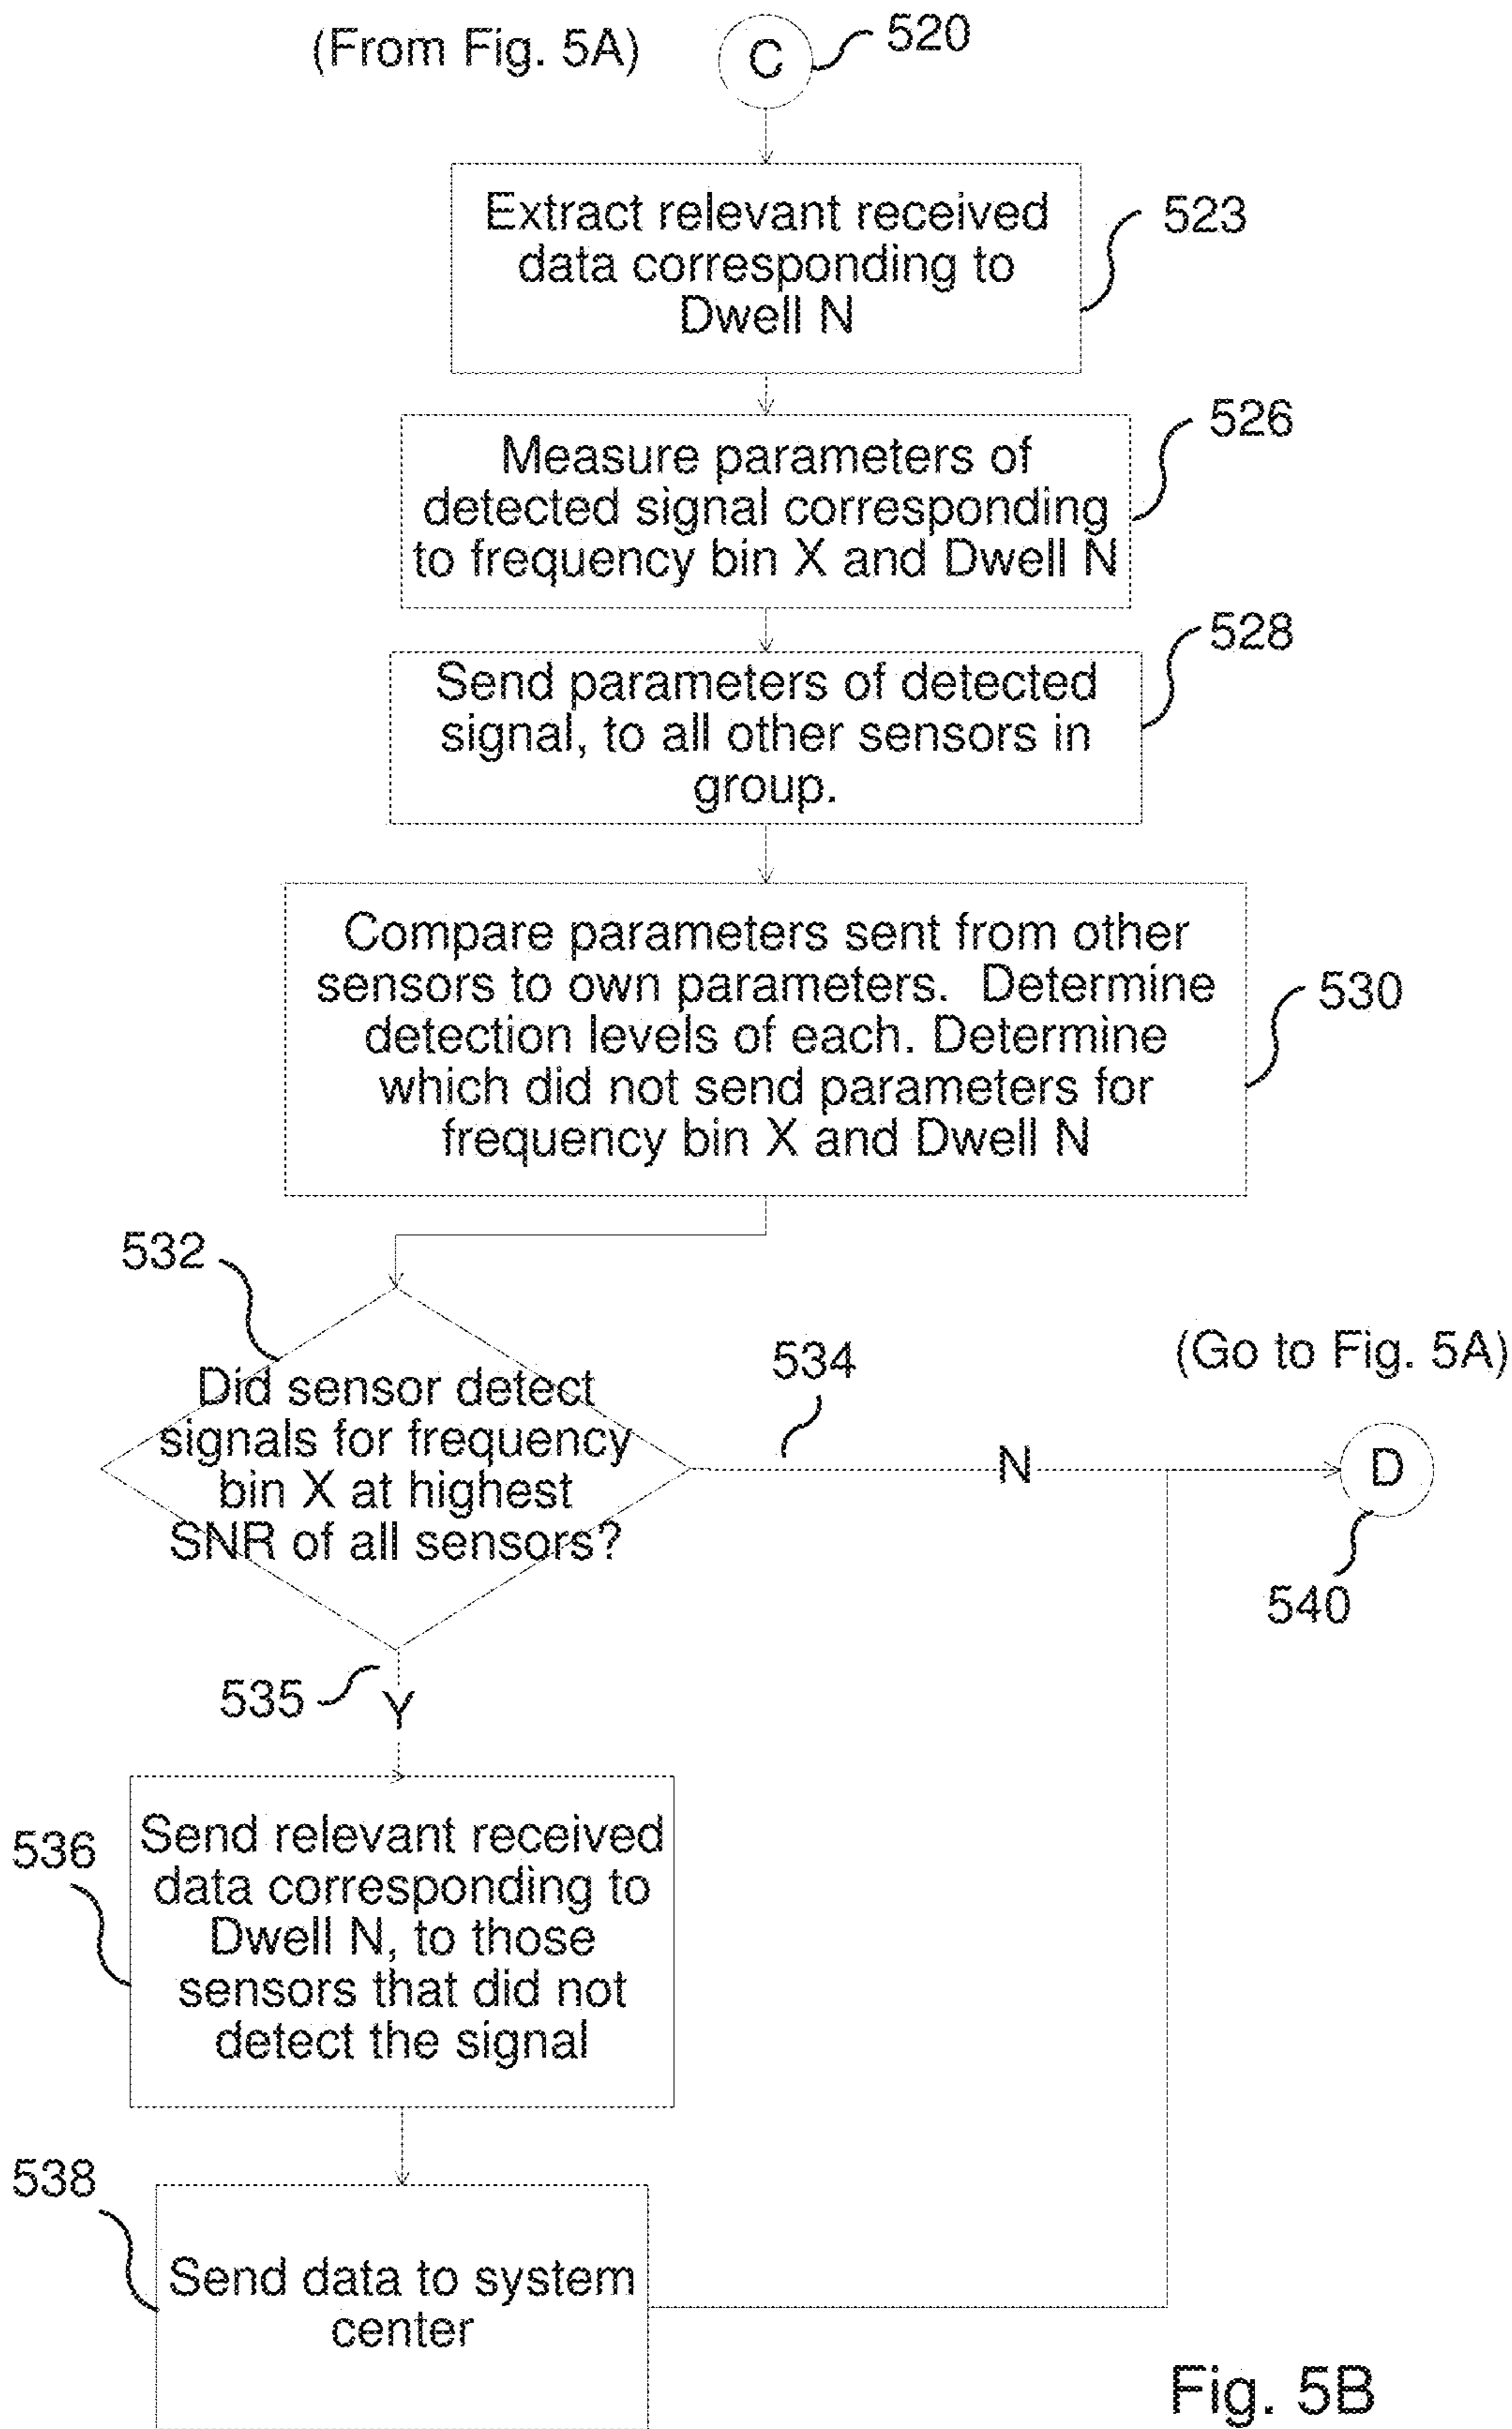 (From Fig. 5A)
C
520
Extract relevant received
data corresponding to
Dwell N
523
Measure parameters of
detected signal corresponding
to frequency bin X and Dwell N
526
Send parameters of detected
signal, to all other sensors in
group.
528
Compare parameters sent from other
sensors to own parameters.  Determine
detection levels of each. Determine
which did not send parameters for
frequency bin X and Dwell N
530
532
Did sensor detect
signals for frequency
bin X at highest
SNR of all sensors?
534
N
(Go to Fig. 5A)
D
540
535
Y
536
Send relevant received
data corresponding to
Dwell N, to those
sensors that did not
detect the signal
538
Send data to system
center
Fig. 5B